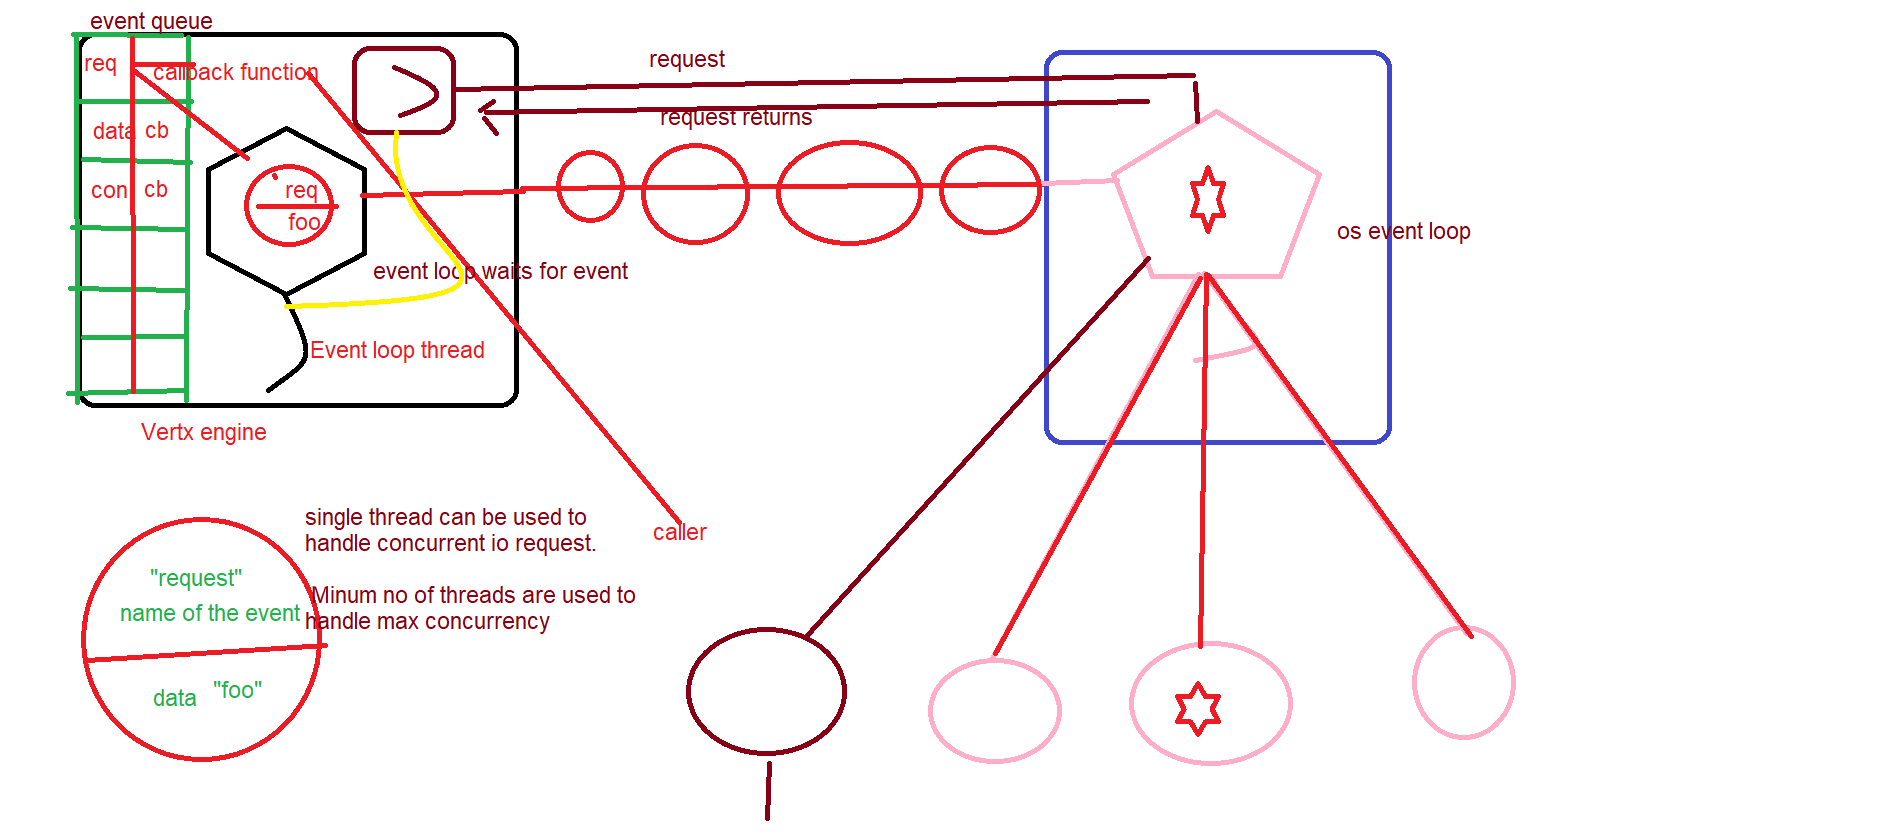 event queue
req
callback function
data cb
con cb
req
foo
event loop waits for event
Event loop thread
Vertx engine
request
request returns
os event loop
caller
single thread can be used to
handle concurrent io request.
Minum no of threads are used to
handle max concurrency
"request"
name of the event
data "foo"